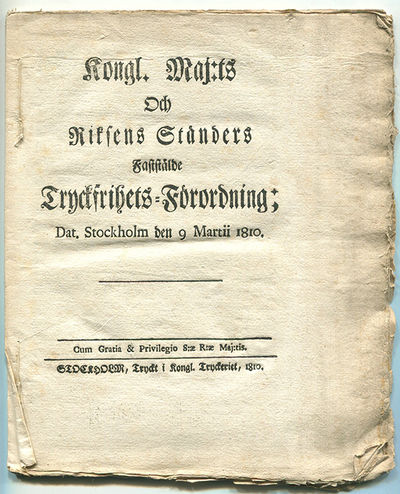 Kongl. Maj:ts
Och
Riksens Ständers
Faststälde
Tryckfrihets-Förordning;
Dat. Stockholm den 9 Martii 1810.
Cum Gratia & Privilegio S:æ R:æ Maj:tis.
STOCKHOLM, Tryckt i Kongl. Tryckeriet, 1810.